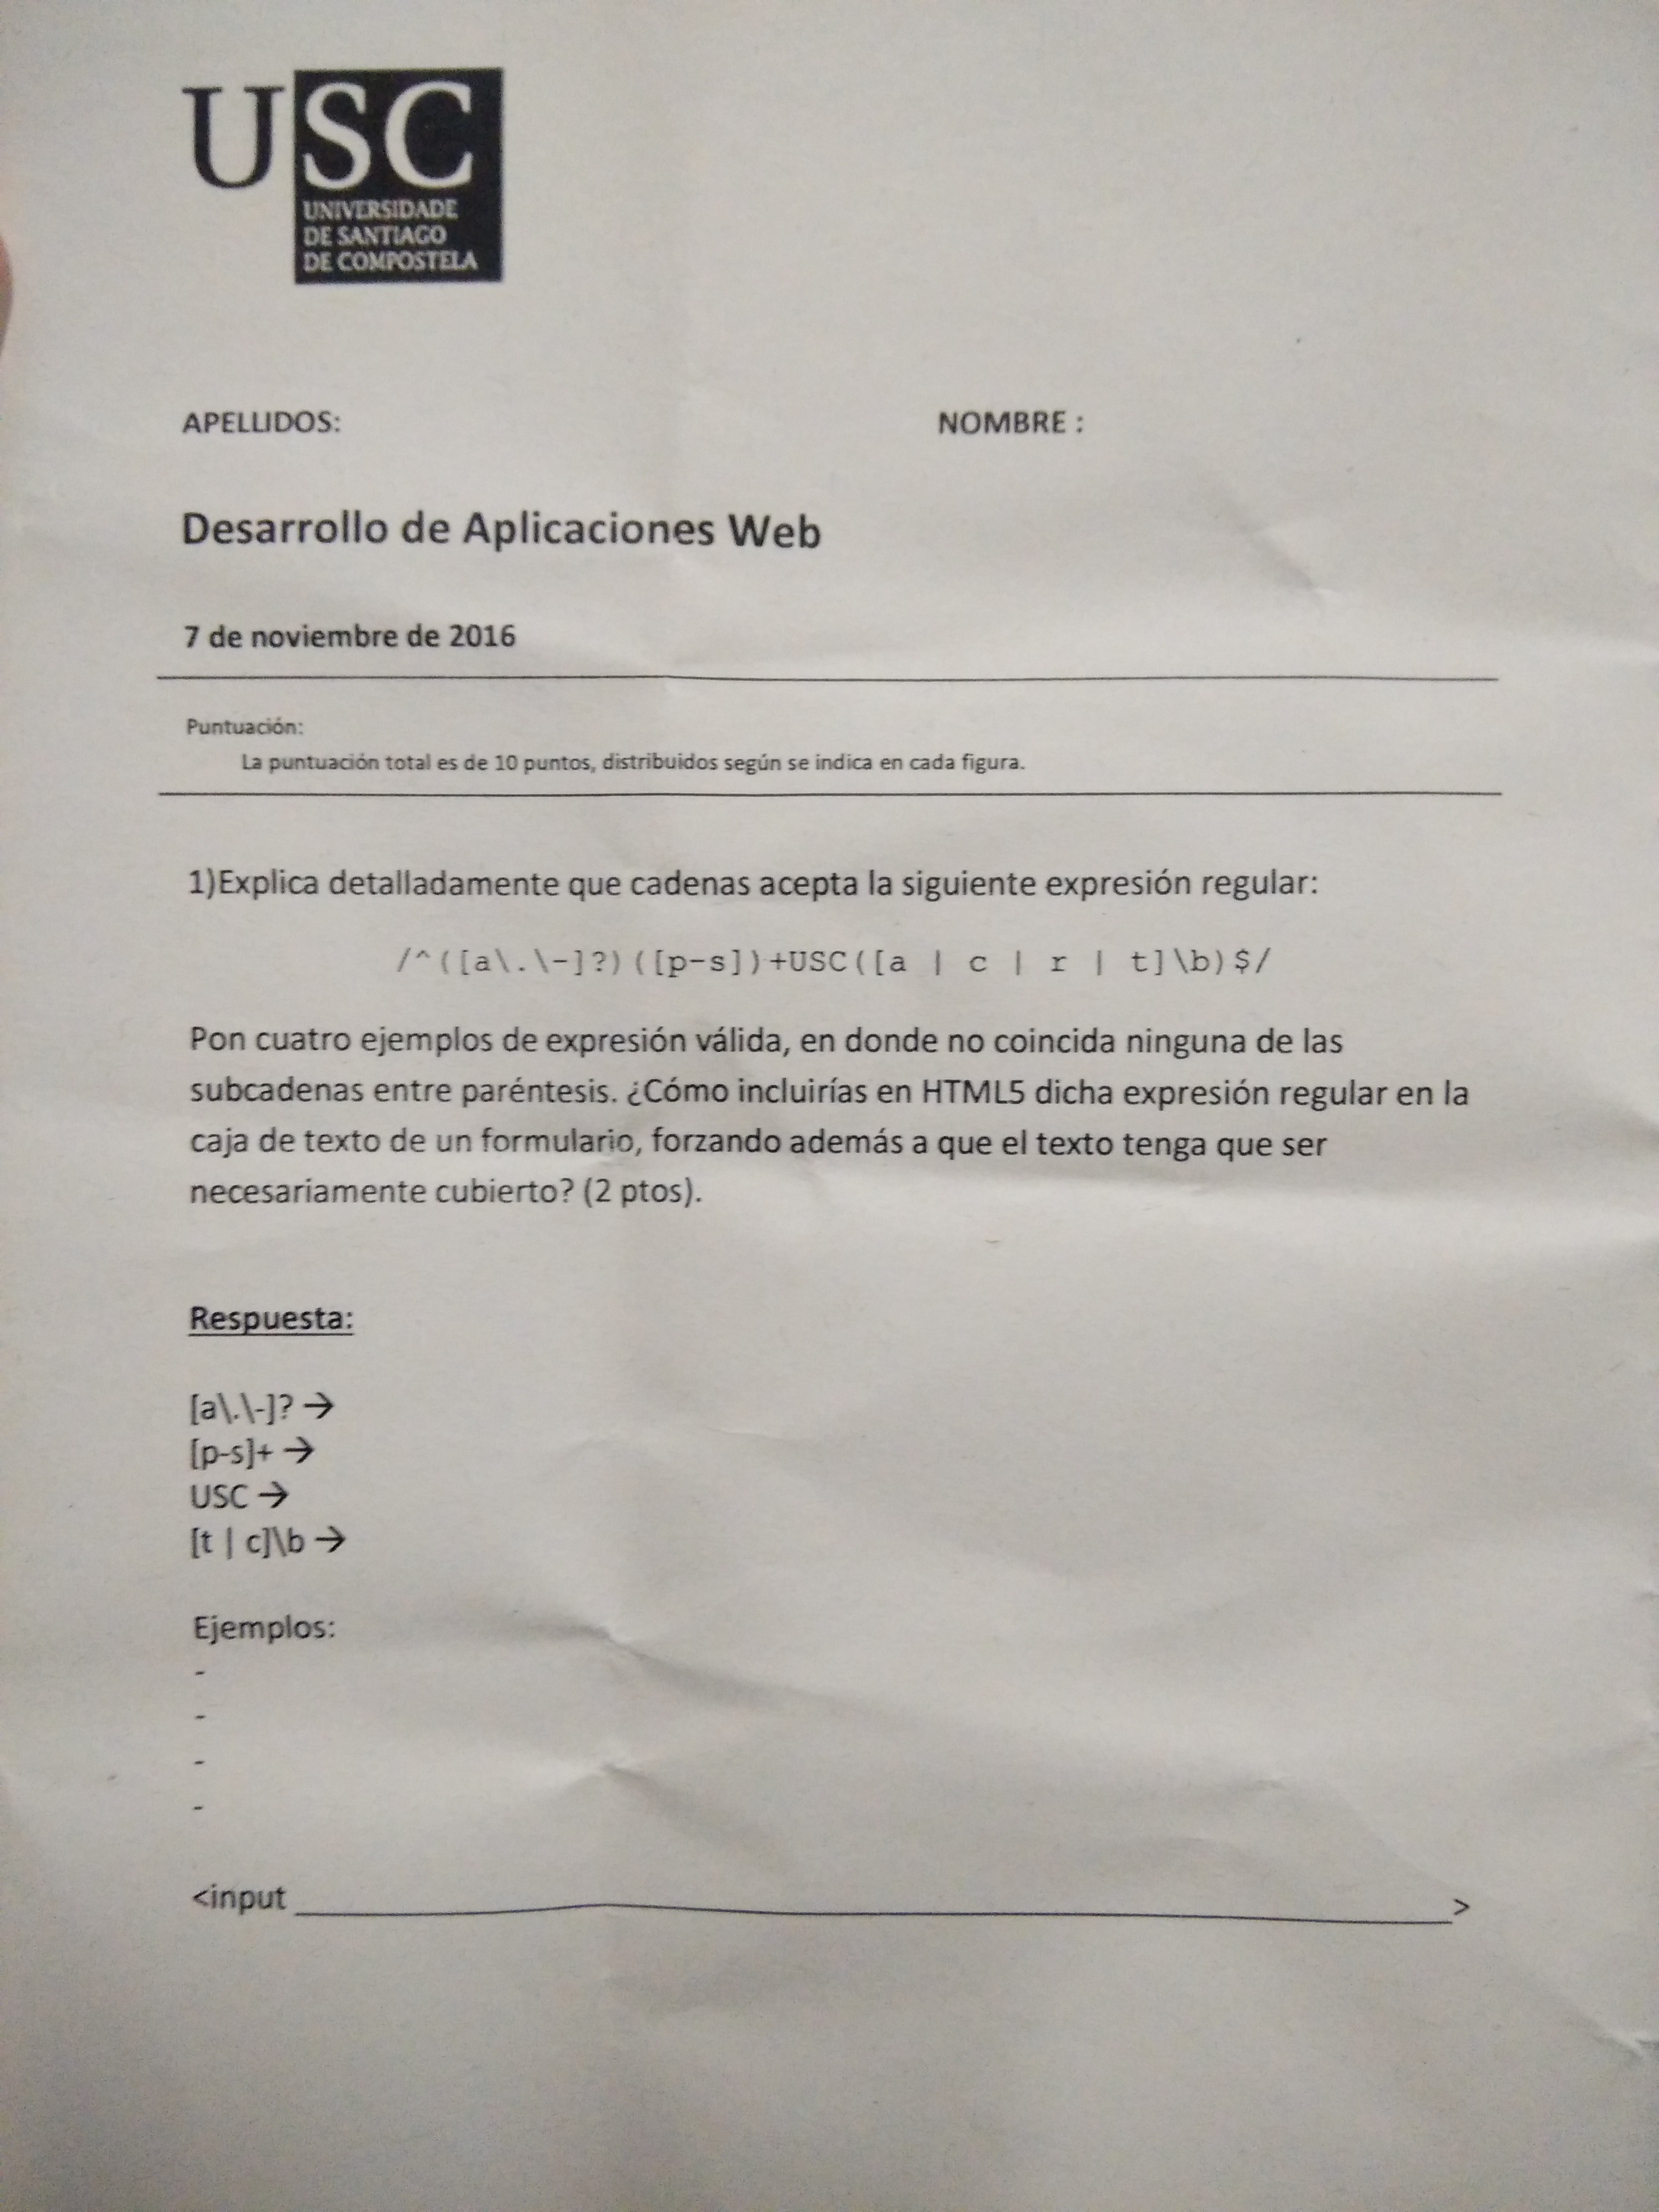 USC
UNIVERSIDADE
DE SANTIAGO
DE COMPOSTELA
APELLIDOS: NOMBRE :
Desarrollo de Aplicaciones Web
7 de noviembre de 2016
Puntuación:
La puntuación total es de 10 puntos, distribuidos según se indica en cada figura.
1)Explica detalladamente que cadenas acepta la siguiente expresión regular:
/^([a\.\-]?)([p-s])+USC([a | c | r | t]\b)$/
Pon cuatro ejemplos de expresión válida, en donde no coincida ninguna de las
subcadenas entre paréntesis. ¿Cómo incluirías en HTML5 dicha expresión regular en la
caja de texto de un formulario, forzando además a que el texto tenga que ser
necesariamente cubierto? (2 ptos).
Respuesta:
[a\.\-]? →
[p-s]+ →
USC →
[t | c]\b →
Ejemplos:
-
-
-
-
<input ______________________________>